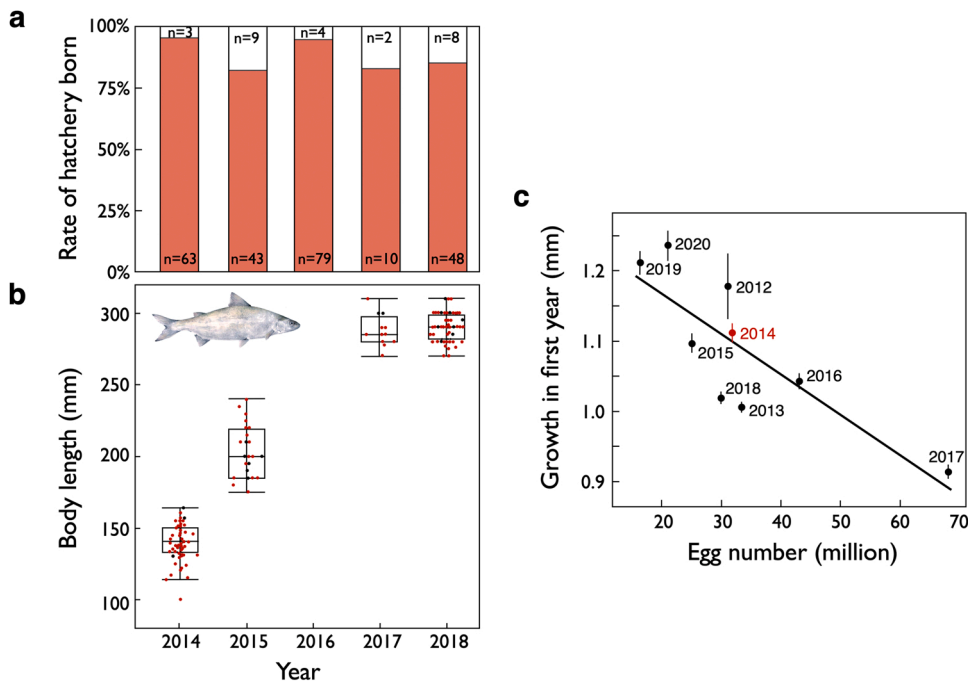 a
100%
75%
50%
25%
0%
Rate of hatchery born
n=3
n=9
n=4
n=2
n=8
n=63
n=43
n=79
n=10
n=48
b
300
250
200
150
100
Body length (mm)
2014
2015
2016
2017
2018
Year
c
1.2
1.1
1.0
0.9
Growth in first year (mm)
2020
2019
2012
2014
2015
2016
2018
2013
2017
20
30
40
50
60
70
Egg number (million)